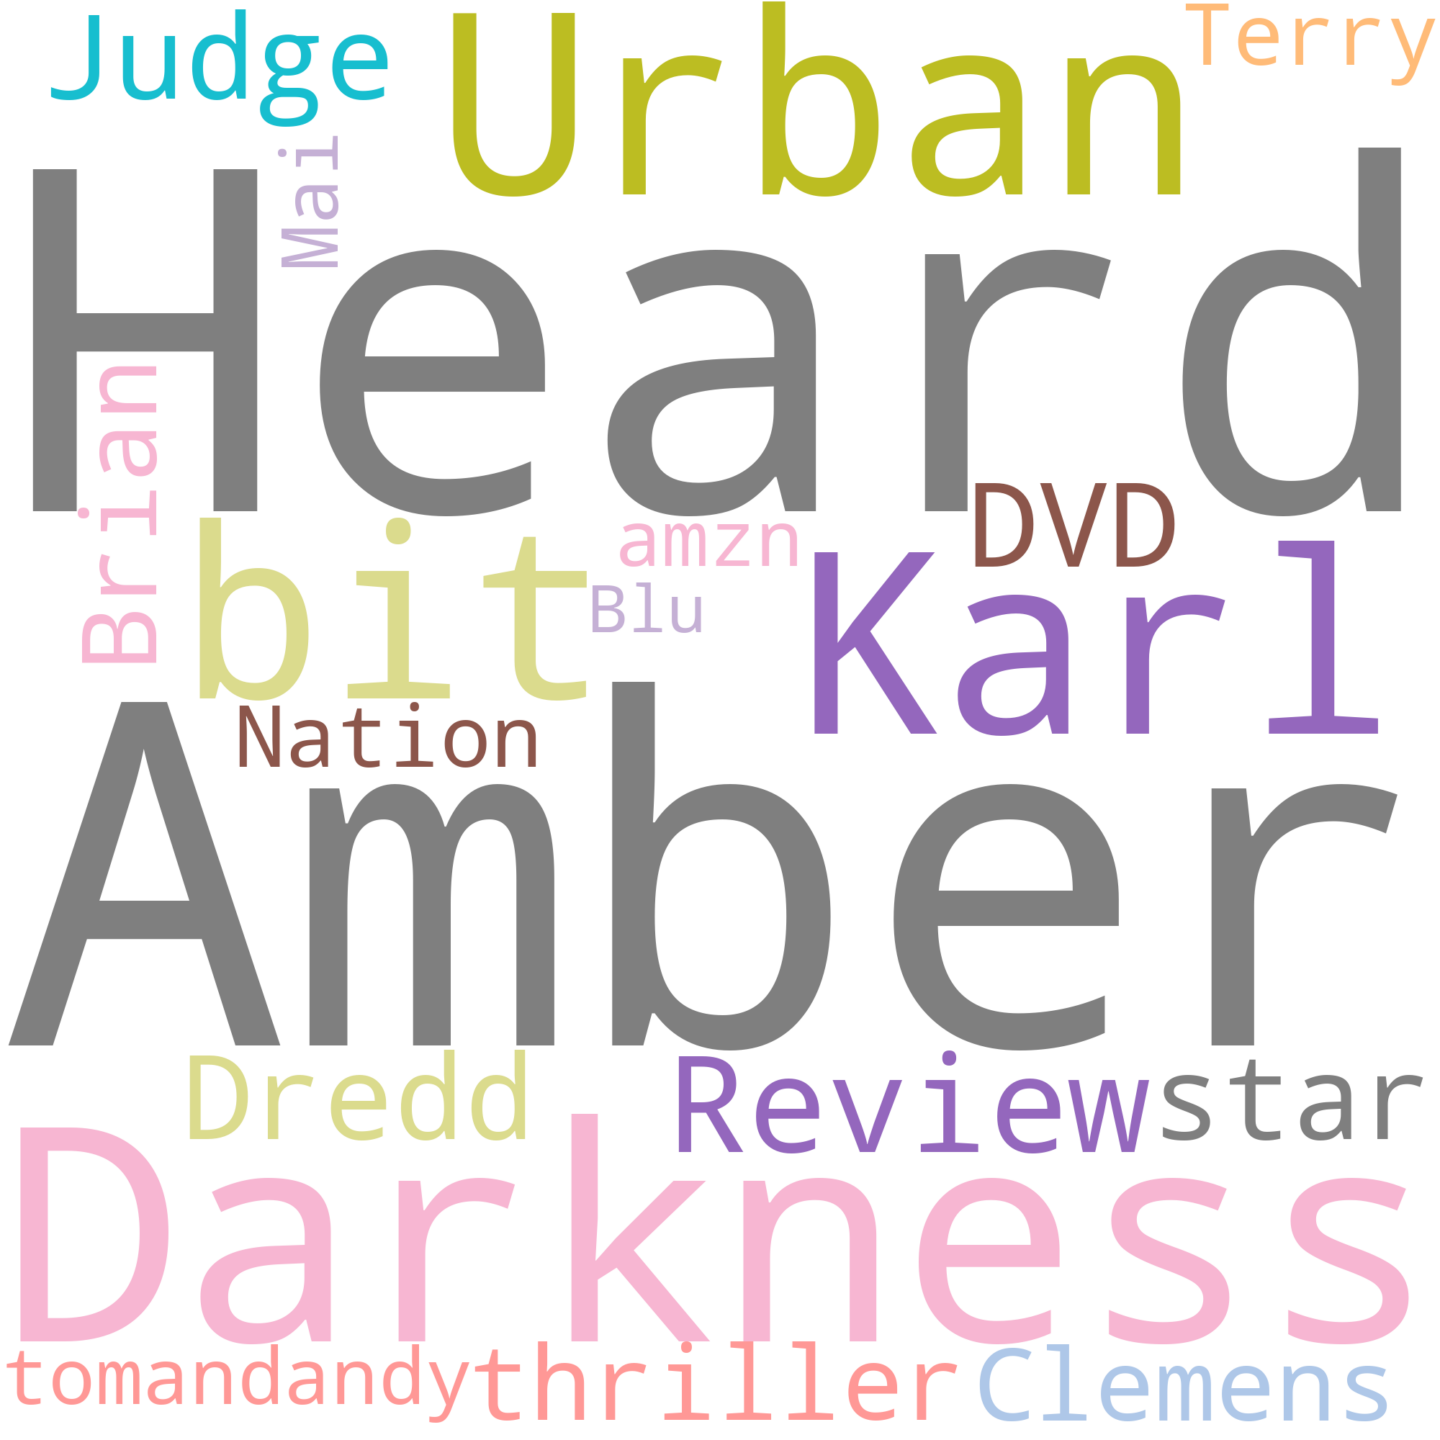 Judge
Urban
Terry
Mai
Heard
Brian
DVD
bit
amzn
Karl
Blu
Nation
Amber
Dredd
Review
star
Darkness
tomandandy
thriller
Clemens